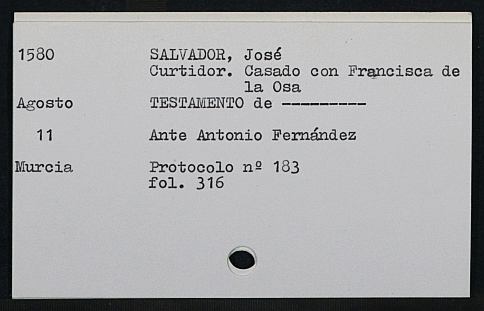 1580 SALVADOR, José
Curtidor. Casado con Francisca de
la Osa
Agosto TESTAMENTO de ---------
11 Ante Antonio Fernández
Murcia Protocolo nº 183
fol. 316